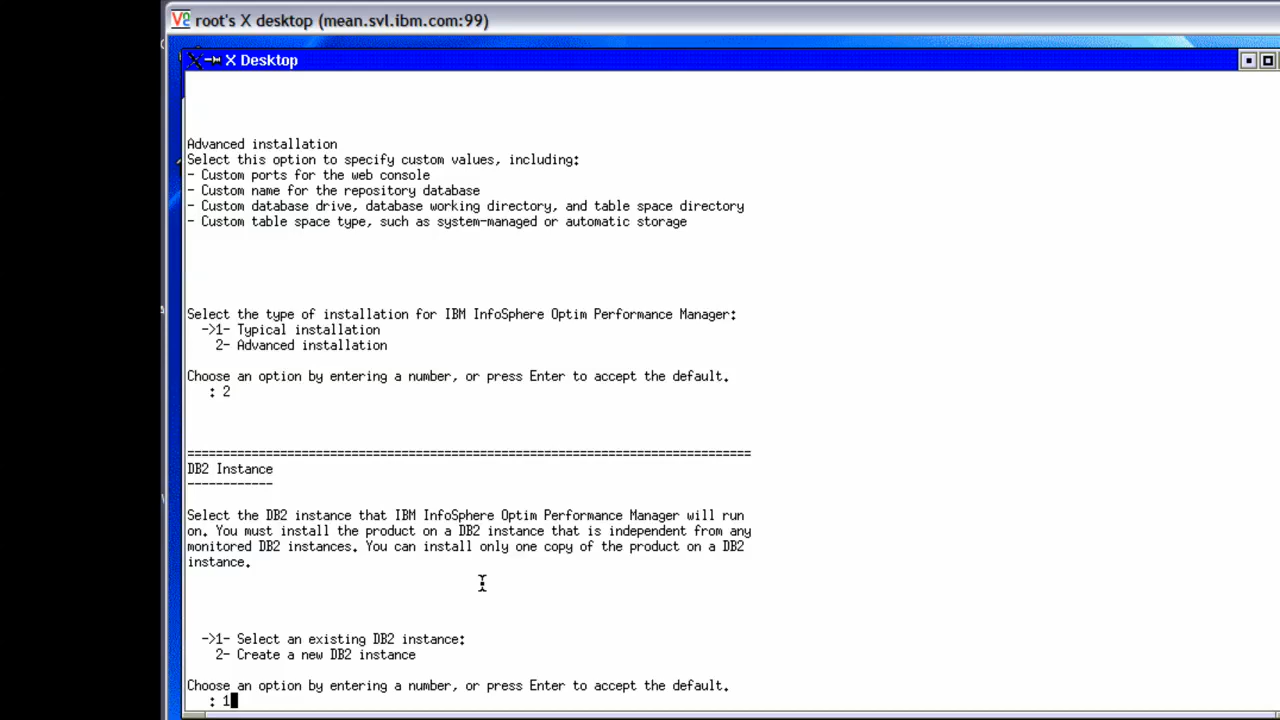 root's X desktop (mean.svl.ibm.com:99)
X Desktop
Advanced installation
Select this option to specify custom values, including:
- Custom ports for the web console
- Custom name for the repository database
- Custom database drive, database working directory, and table space directory
- Custom table space type, such as system-managed or automatic storage
Select the type of installation for IBM InfoSphere Optim Performance Manager:
->1- Typical installation
2- Advanced installation
Choose an option by entering a number, or press Enter to accept the default.
: 2
===============================================================================
DB2 Instance
------------
Select the DB2 instance that IBM InfoSphere Optim Performance Manager will run
on. You must install the product on a DB2 instance that is independent from any
monitored DB2 instances. You can install only one copy of the product on a DB2
instance.
->1- Select an existing DB2 instance:
2- Create a new DB2 instance
Choose an option by entering a number, or press Enter to accept the default.
: 1